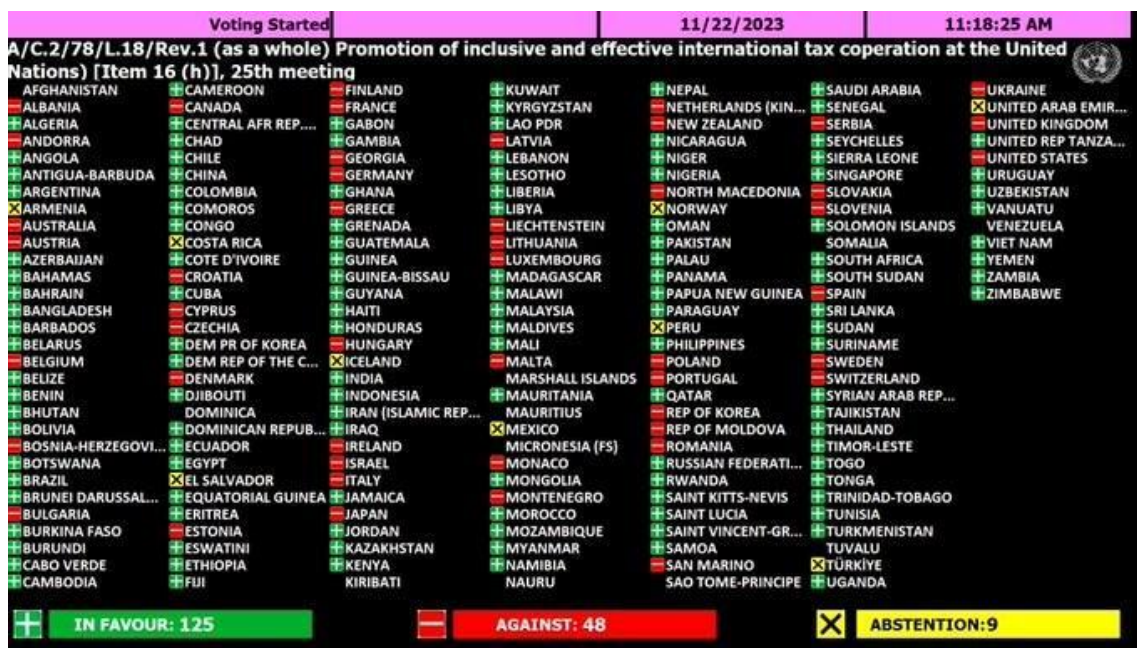 Voting Started 11/22/2023 11:18:25 AM
A/C.2/78/L.18/Rev.1 (as a whole) Promotion of inclusive and effective international tax coperation at the United
Nations) [Item 16 (h)], 25th meeting
AFGHANISTAN
ALBANIA
ALGERIA
ANDORRA
ANGOLA
ANTIGUA-BARBUDA
ARGENTINA
ARMENIA
AUSTRALIA
AUSTRIA
AZERBAIJAN
BAHAMAS
BAHRAIN
BANGLADESH
BARBADOS
BELARUS
BELGIUM
BELIZE
BENIN
BHUTAN
BOLIVIA
BOSNIA-HERZEGOVI...
BOTSWANA
BRAZIL
BRUNEI DARUSSAL...
BULGARIA
BURKINA FASO
BURUNDI
CABO VERDE
CAMBODIA
CAMEROON
CANADA
CENTRAL AFR REP....
CHAD
CHILE
CHINA
COLOMBIA
COMOROS
CONGO
COSTA RICA
COTE D'IVOIRE
CROATIA
CUBA
CYPRUS
CZECHIA
DEM PR OF KOREA
DEM REP OF THE C...
DENMARK
DJIBOUTI
DOMINICA
DOMINICAN REPUB...
ECUADOR
EGYPT
EL SALVADOR
EQUATORIAL GUINEA
ERITREA
ESTONIA
ESWATINI
ETHIOPIA
FIJI
FINLAND
FRANCE
GABON
GAMBIA
GEORGIA
GERMANY
GHANA
GREECE
GRENADA
GUATEMALA
GUINEA
GUINEA-BISSAU
GUYANA
HAITI
HONDURAS
HUNGARY
ICELAND
INDIA
INDONESIA
IRAN (ISLAMIC REP...
IRAQ
IRELAND
ISRAEL
ITALY
JAMAICA
JAPAN
JORDAN
KAZAKHSTAN
KENYA
KIRIBATI
KUWAIT
KYRGYZSTAN
LAO PDR
LATVIA
LEBANON
LESOTHO
LIBERIA
LIBYA
LIECHTENSTEIN
LITHUANIA
LUXEMBOURG
MADAGASCAR
MALAWI
MALAYSIA
MALDIVES
MALI
MALTA
MARSHALL ISLANDS
MAURITANIA
MAURITIUS
MEXICO
MICRONESIA (FS)
MONACO
MONGOLIA
MONTENEGRO
MOROCCO
MOZAMBIQUE
MYANMAR
NAMIBIA
NAURU
NEPAL
NETHERLANDS (KIN...
NEW ZEALAND
NICARAGUA
NIGER
NIGERIA
NORTH MACEDONIA
NORWAY
OMAN
PAKISTAN
PALAU
PANAMA
PAPUA NEW GUINEA
PARAGUAY
PERU
PHILIPPINES
POLAND
PORTUGAL
QATAR
REP OF KOREA
REP OF MOLDOVA
ROMANIA
RUSSIAN FEDERATI...
RWANDA
SAINT KITTS-NEVIS
SAINT LUCIA
SAINT VINCENT-GR...
SAMOA
SAN MARINO
SAO TOME-PRINCIPE
SAUDI ARABIA
SENEGAL
SERBIA
SEYCHELLES
SIERRA LEONE
SINGAPORE
SLOVAKIA
SLOVENIA
SOLOMON ISLANDS
SOMALIA
SOUTH AFRICA
SOUTH SUDAN
SPAIN
SRI LANKA
SUDAN
SURINAME
SWEDEN
SWITZERLAND
SYRIAN ARAB REP...
TAJIKISTAN
THAILAND
TIMOR-LESTE
TOGO
TONGA
TRINIDAD-TOBAGO
TUNISIA
TURKMENISTAN
TUVALU
TÜRKİYE
UGANDA
UKRAINE
UNITED ARAB EMIR...
UNITED KINGDOM
UNITED REP TANZA...
UNITED STATES
URUGUAY
UZBEKISTAN
VANUATU
VENEZUELA
VIET NAM
YEMEN
ZAMBIA
ZIMBABWE
IN FAVOUR: 125
AGAINST: 48
ABSTENTION:9